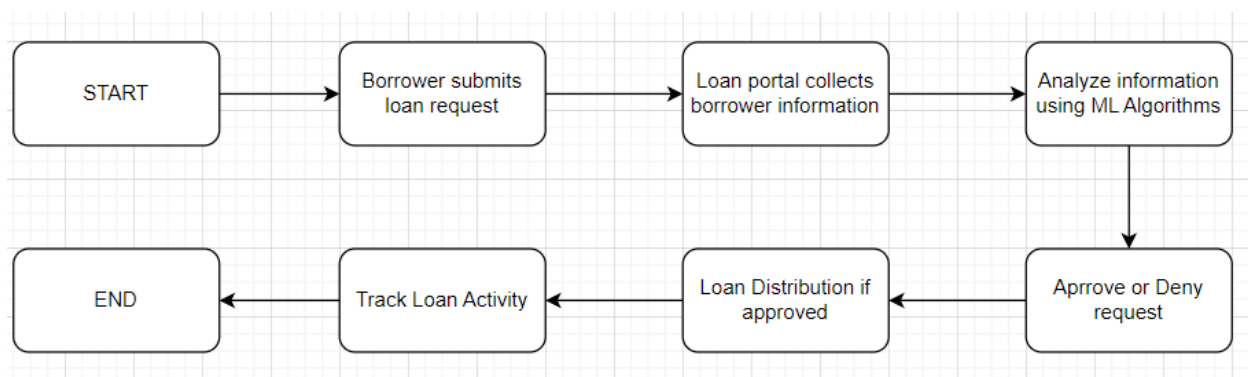 START
Borrower submits
loan request
Loan portal collects
borrower information
Analyze information
using ML Algorithms
Aprrove or Deny
request
Loan Distribution if
approved
Track Loan Activity
END